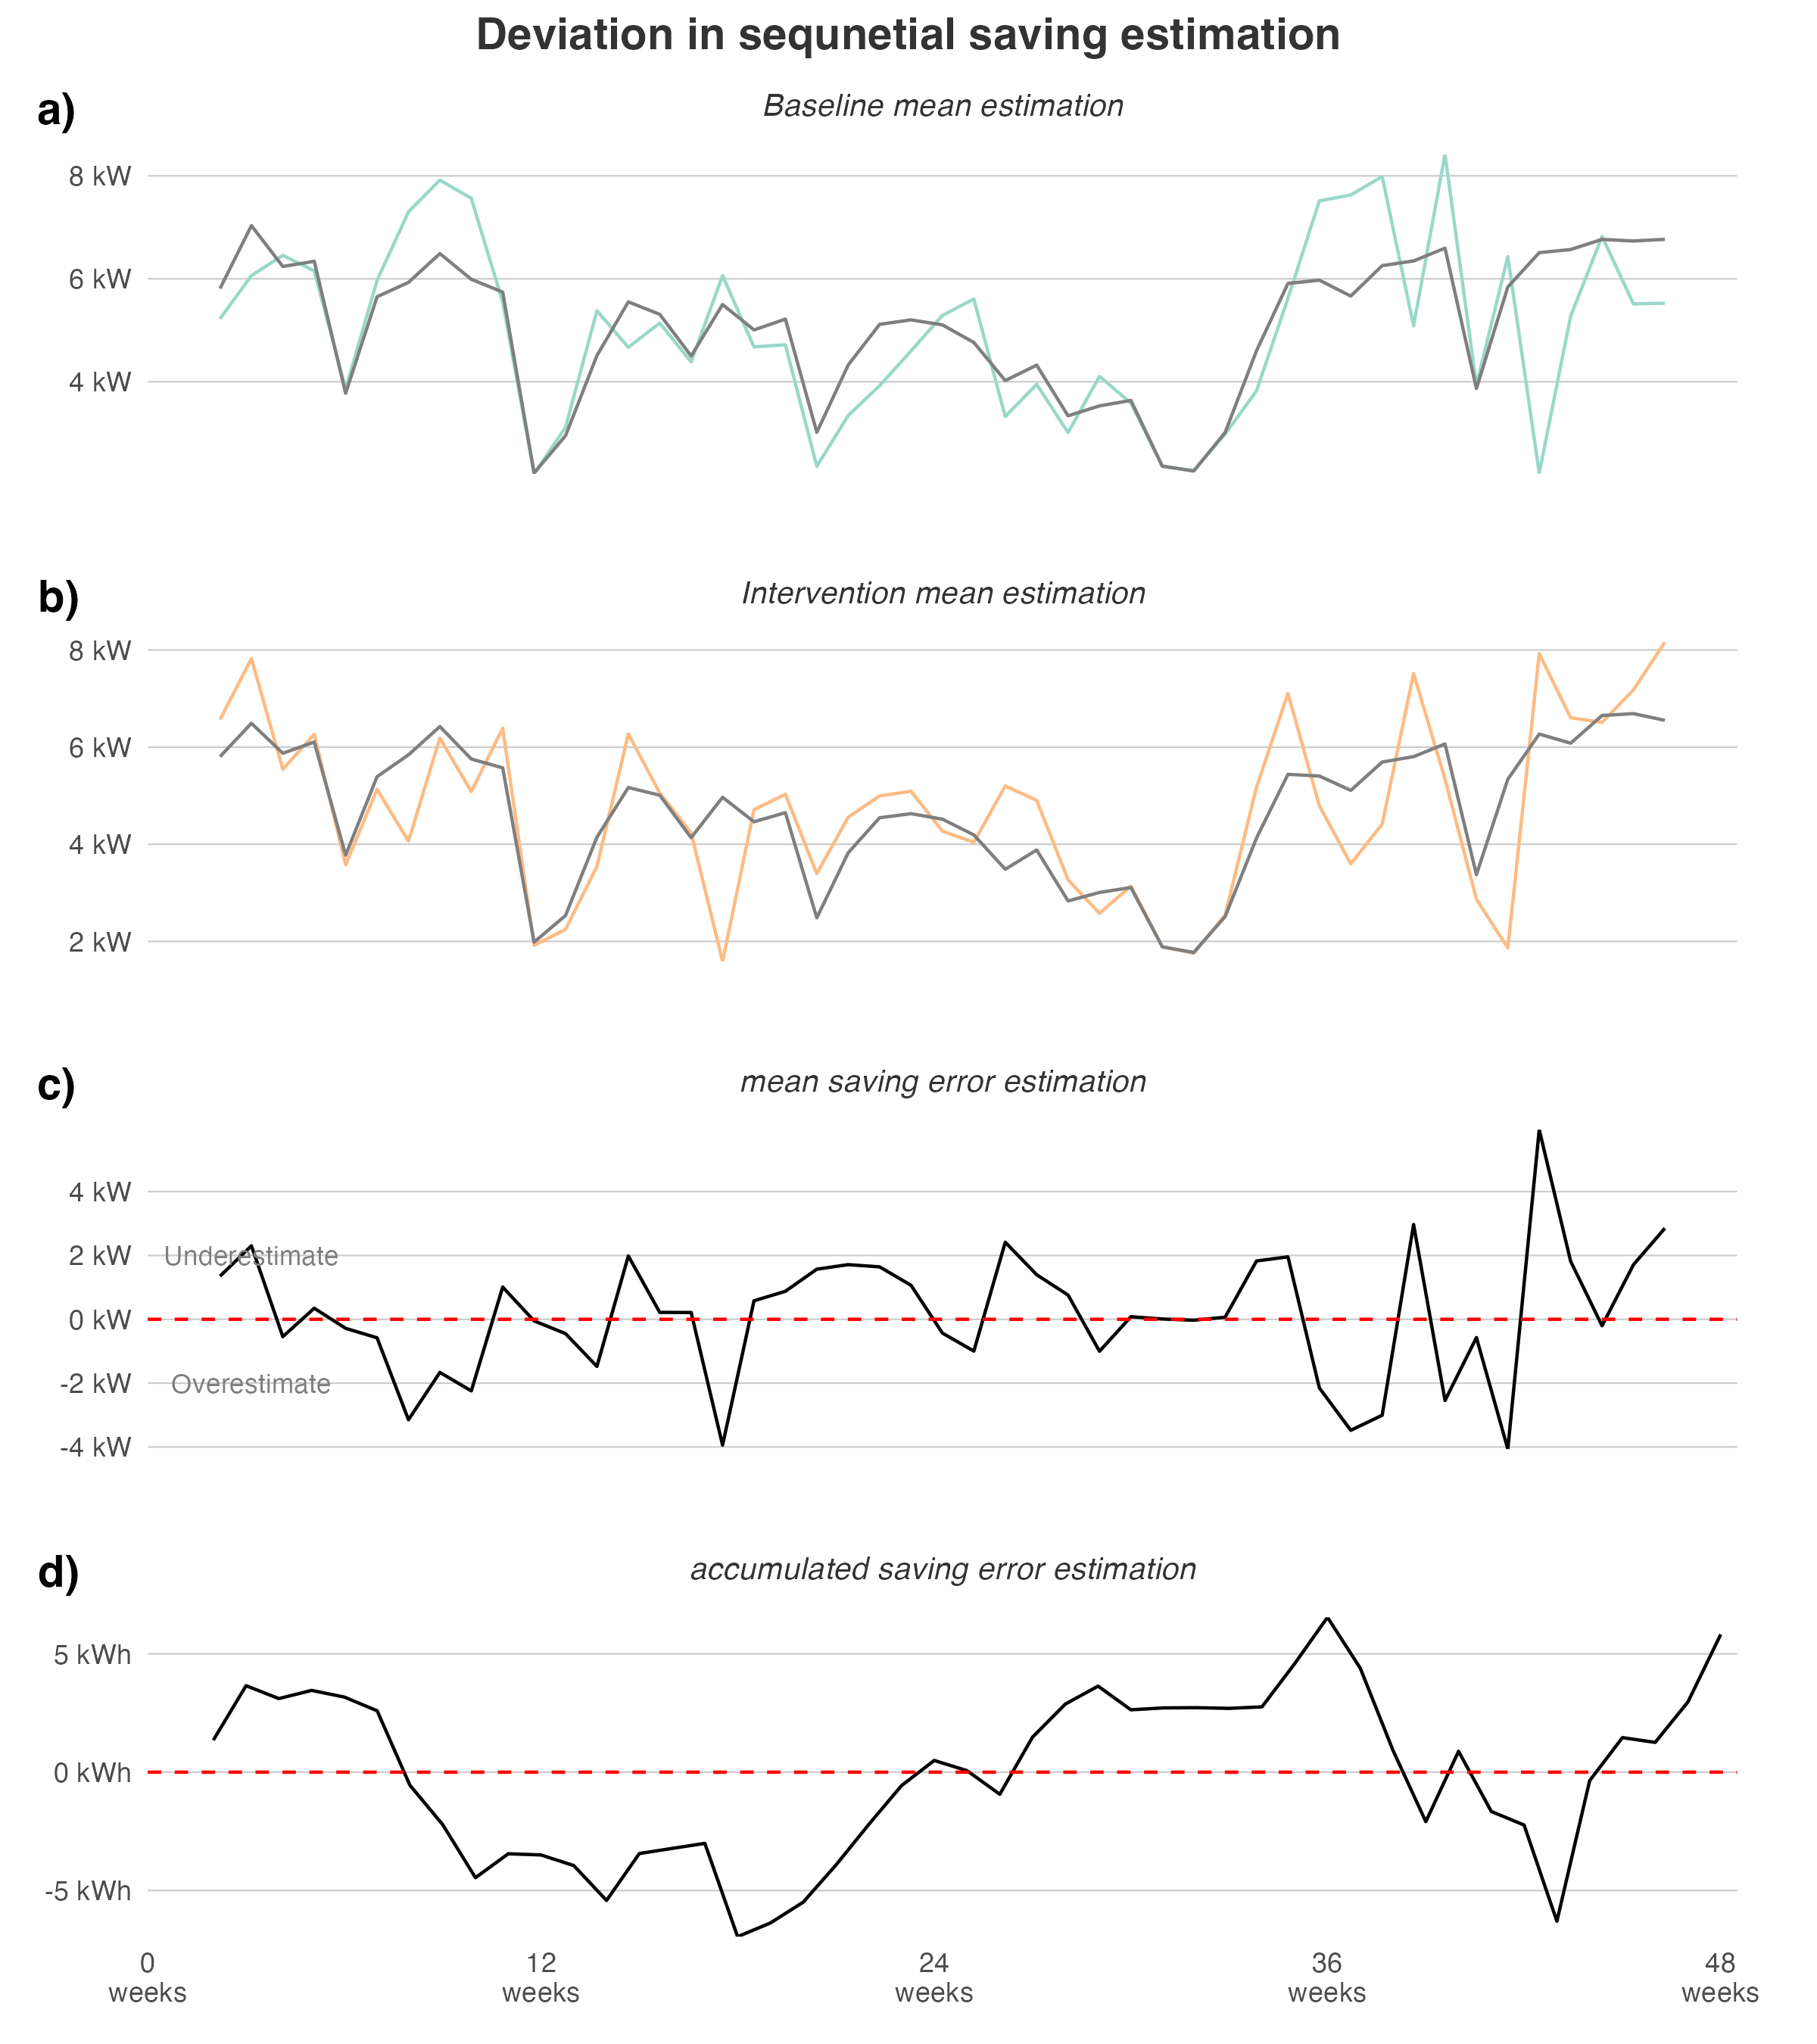 Deviation in sequnetial saving estimation
a)
Baseline mean estimation
8 kW
6 kW
4 kW
b)
Intervention mean estimation
8 kW
6 kW
4 kW
2 kW
c)
mean saving error estimation
4 kW
2 kW
Underestimate
0 kW
-2 kW
Overestimate
-4 kW
d)
accumulated saving error estimation
5 kWh
0 kWh
-5 kWh
0 12 24 36 48
weeks weeks weeks weeks weeks